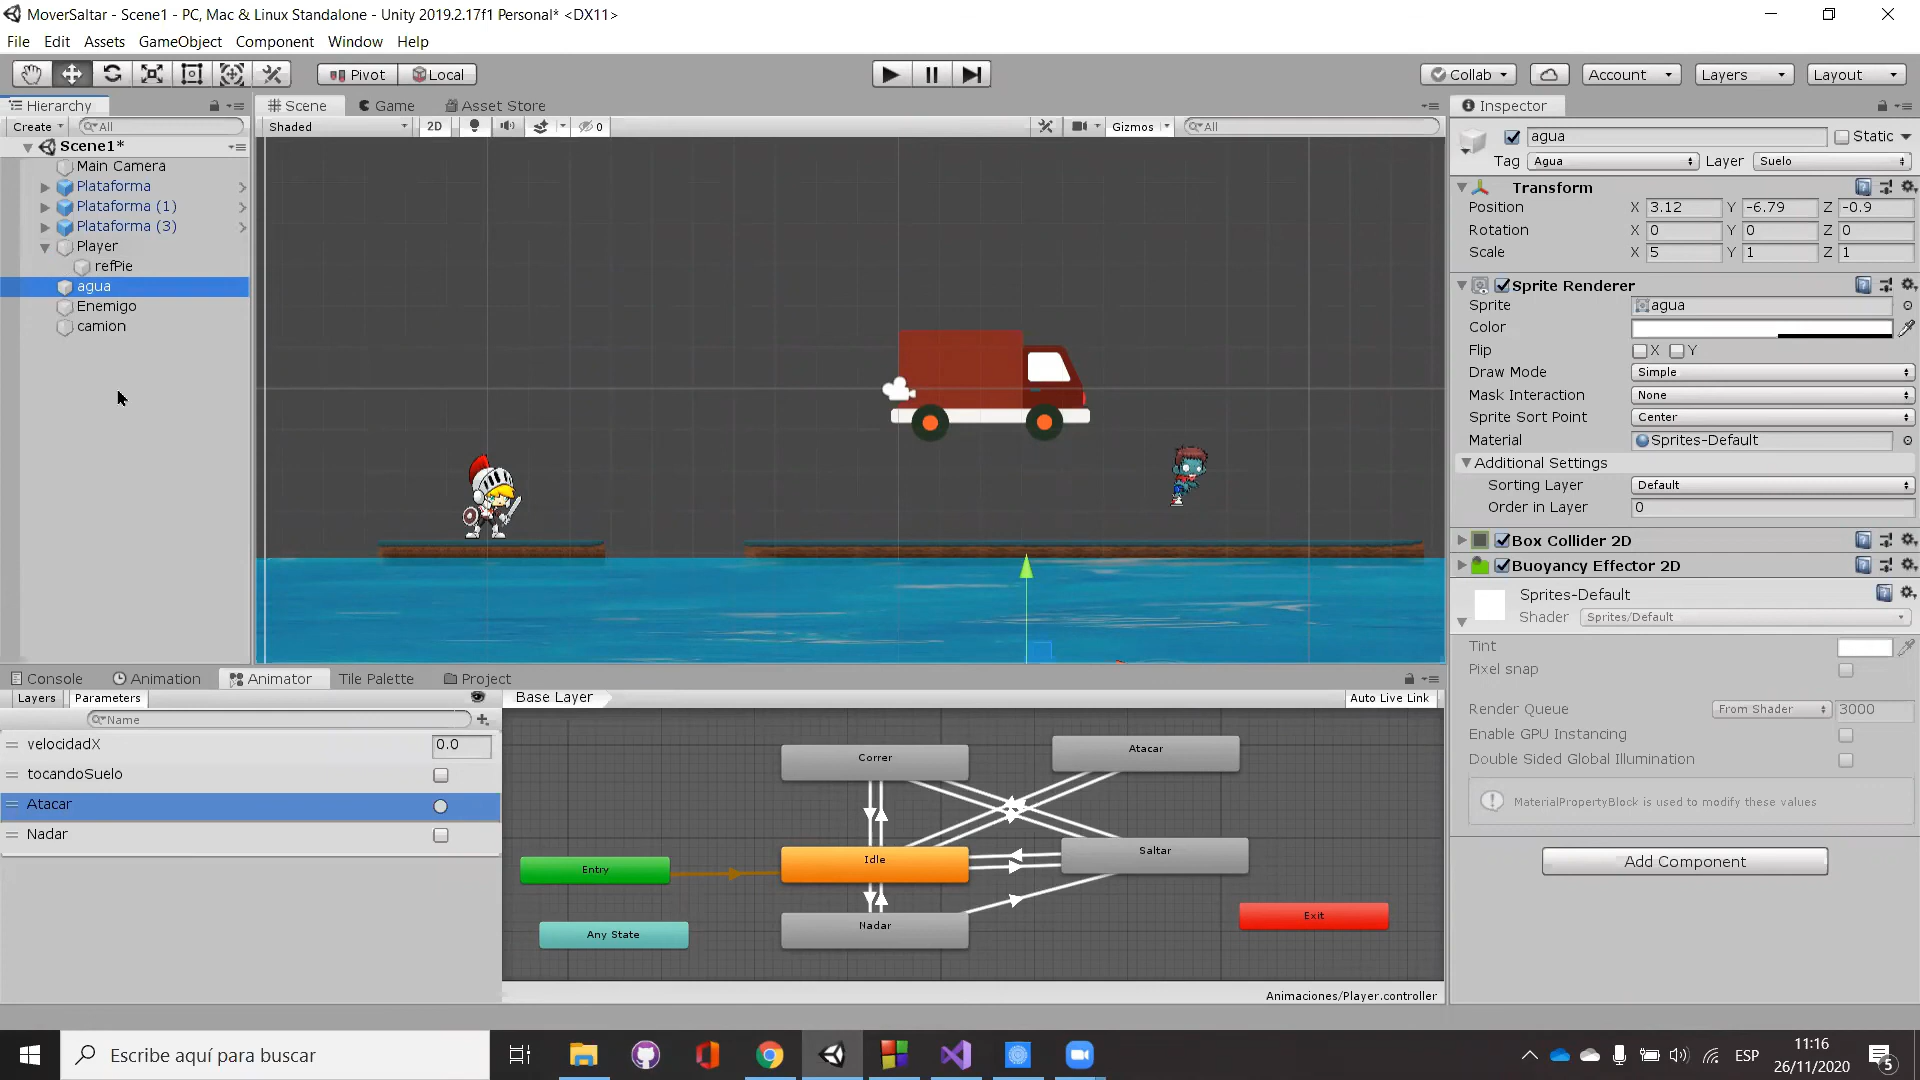 MoverSaltar - Scene1 - PC, Mac & Linux Standalone - Unity 2019.2.17f1 Personal* <DX11>
File Edit Assets GameObject Component Window Help
Pivot Local Collab Account Layers Layout
Hierarchy
Scene Game Asset Store
Inspector
Create All
Shaded 2D 0 Gizmos All
Scene1*
Main Camera
Plataforma
Plataforma (1)
Plataforma (3)
Player
refPie
agua
Enemigo
camion
agua Static
Tag Agua Layer Suelo
Transform
Position X 3.12 Y -6.79 Z -0.9
Rotation X 0 Y 0 Z 0
Scale X 5 Y 1 Z 1
Sprite Renderer
Sprite agua
Color
Flip X Y
Draw Mode Simple
Mask Interaction None
Sprite Sort Point Center
Material Sprites-Default
Additional Settings
Sorting Layer Default
Order in Layer 0
Box Collider 2D
Buoyancy Effector 2D
Sprites-Default
Shader Sprites/Default
Tint
Pixel snap
Render Queue From Shader 3000
Enable GPU Instancing
Double Sided Global Illumination
MaterialPropertyBlock is used to modify these values
Add Component
Console Animation Animator Tile Palette Project
Layers Parameters Base Layer Auto Live Link
Name
velocidadX 0.0
tocandoSuelo
Atacar
Nadar
Correr
Atacar
Idle
Saltar
Entry
Nadar
Exit
Any State
Animaciones/Player.controller
Escribe aquí para buscar
ESP
11:16
26/11/2020
5